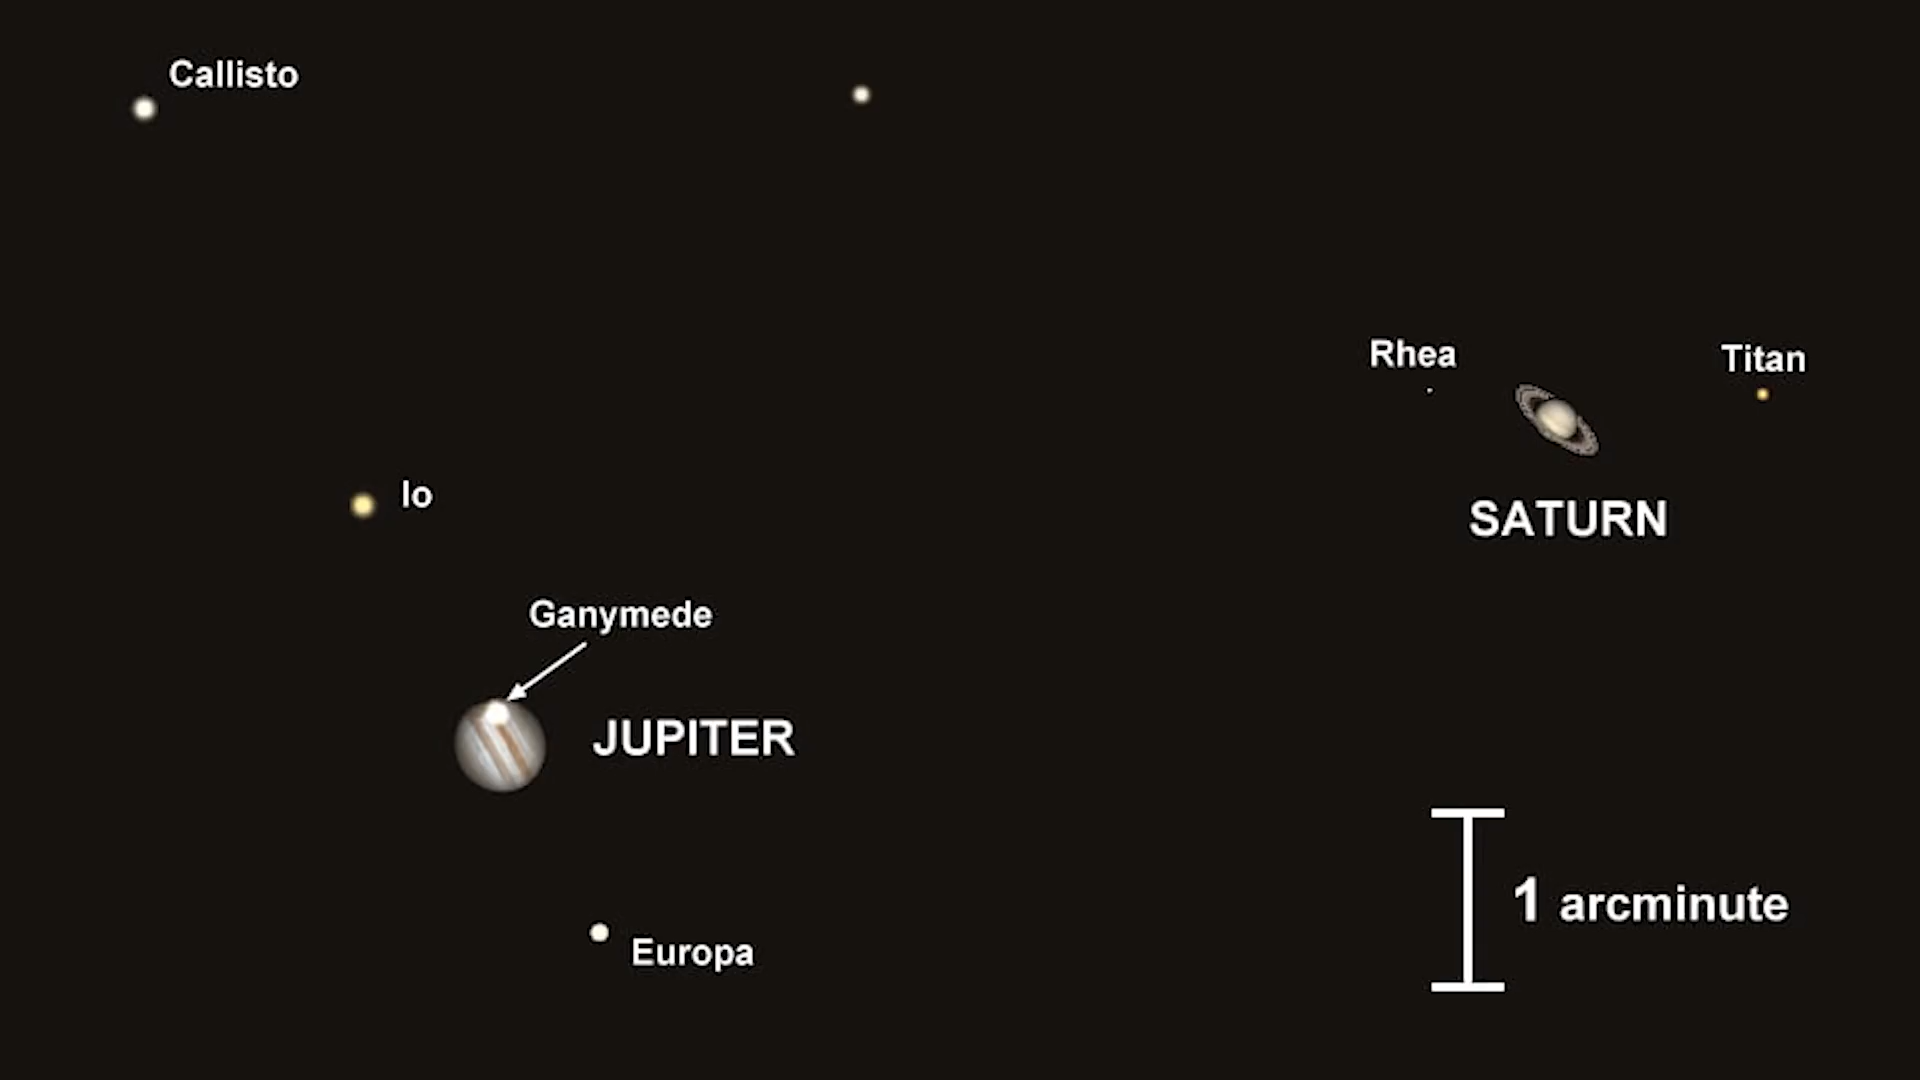 Callisto
Rhea
Titan
Io
SATURN
Ganymede
JUPITER
1 arcminute
Europa